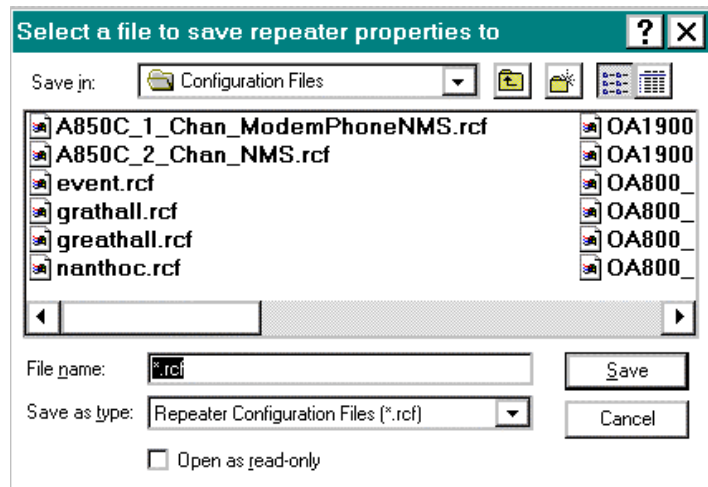 Select a file to save repeater properties to
Save in: Configuration Files
A850C_1_Chan_ModemPhoneNMS.rcf
A850C_2_Chan_NMS.rcf
event.rcf
grathall.rcf
greathall.rcf
nanthoc.rcf
OA1900
OA1900
OA800_
OA800_
OA800_
OA800_
File name: *.rcf
Save
Save as type: Repeater Configuration Files (*.rcf)
Cancel
Open as read-only